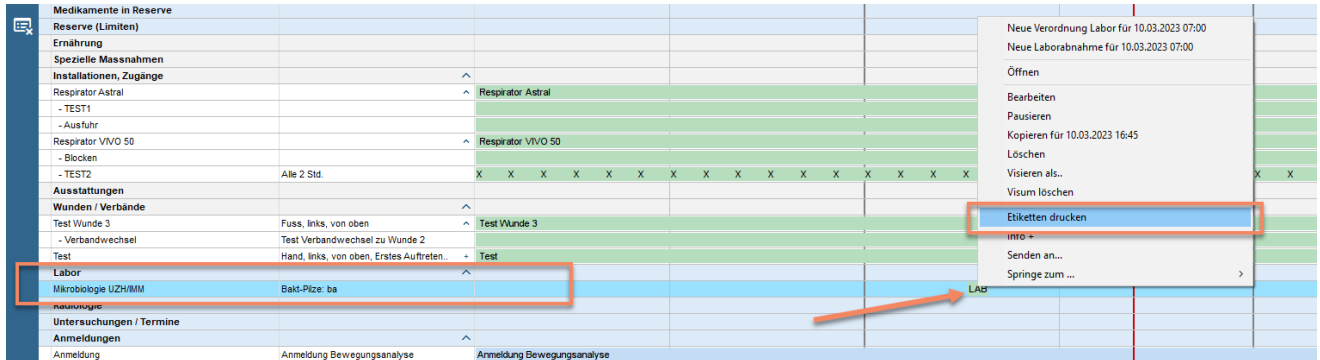 Medikamente in Reserve
Reserve (Limiten)
Ernährung
Spezielle Massnahmen
Installationen, Zugänge
Respirator Astral Respirator Astral
- TEST1
- Ausfuhr
Respirator VIVO 50 Respirator VIVO 50
- Blocken
- TEST2 Alle 2 Std. X X X X X X X X X X X X X X X X X X
Ausstattungen
Wunden / Verbände
Test Wunde 3 Fuss, links, von oben Test Wunde 3
- Verbandwechsel Test Verbandwechsel zu Wunde 2
Test Hand, links, von oben, Erstes Auftreten.. + Test
Labor
Mikrobiologie UZH/IMM Bakt-Pilze: ba LAB
Radiologie
Untersuchungen / Termine
Anmeldungen
Anmeldung Anmeldung Bewegungsanalyse Anmeldung Bewegungsanalyse
Neue Verordnung Labor für 10.03.2023 07:00
Neue Laborabnahme für 10.03.2023 07:00
Öffnen
Bearbeiten
Pausieren
Kopieren für 10.03.2023 16:45
Löschen
Visieren als..
Visum löschen
Etiketten drucken
Info +
Senden an...
Springe zum ...